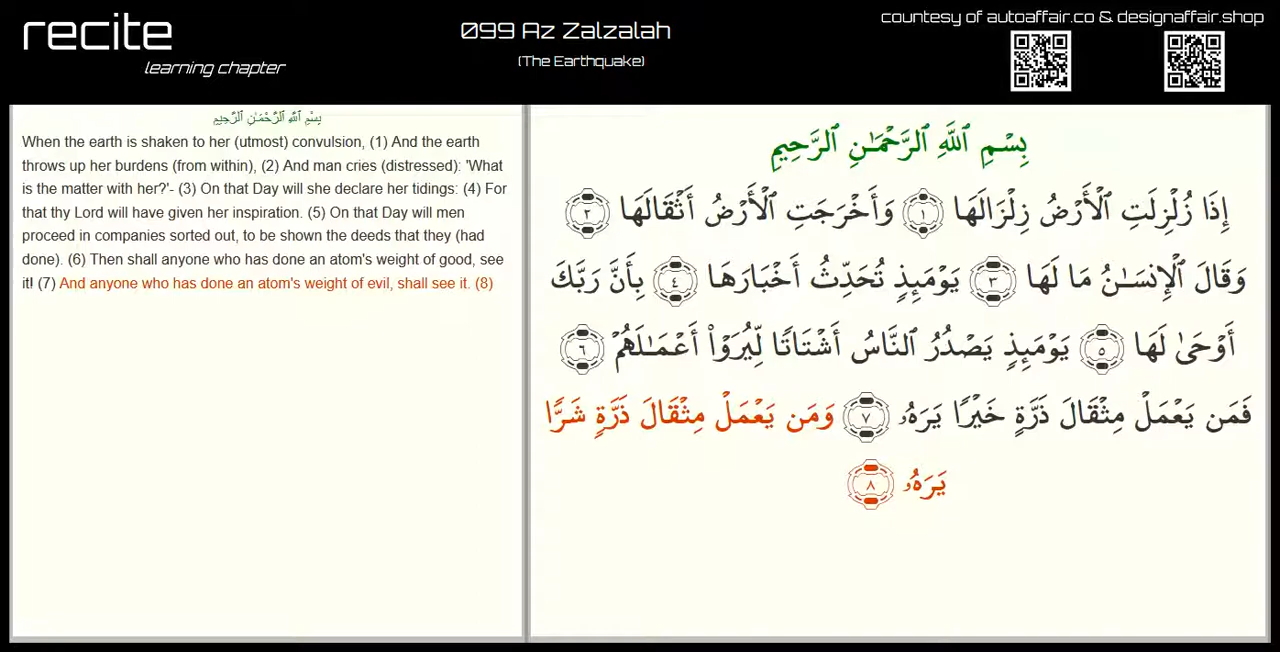 recite
learning chapter
099 Az Zalzalah
(The Earthquake)
courtesy of autoaffair.co & designaffair.shop
بِسْمِ ٱللَّهِ ٱلرَّحْمَـٰنِ ٱلرَّحِيمِ
When the earth is shaken to her (utmost) convulsion, (1) And the earth
throws up her burdens (from within), (2) And man cries (distressed): 'What
is the matter with her?'- (3) On that Day will she declare her tidings: (4) For
that thy Lord will have given her inspiration. (5) On that Day will men
proceed in companies sorted out, to be shown the deeds that they (had
done). (6) Then shall anyone who has done an atom's weight of good, see
it! (7) And anyone who has done an atom's weight of evil, shall see it. (8)
بِسْمِ ٱللَّهِ ٱلرَّحْمَـٰنِ ٱلرَّحِيمِ
إِذَا زُلْزِلَتِ ٱلْأَرْضُ زِلْزَالَهَا ١ وَأَخْرَجَتِ ٱلْأَرْضُ أَثْقَالَهَا ٢
وَقَالَ ٱلْإِنسَـٰنُ مَا لَهَا ٣ يَوْمَئِذٍ تُحَدِّثُ أَخْبَارَهَا ٤ بِأَنَّ رَبَّكَ
أَوْحَىٰ لَهَا ٥ يَوْمَئِذٍ يَصْدُرُ ٱلنَّاسُ أَشْتَاتًا لِّيُرَوْا۟ أَعْمَـٰلَهُمْ ٦
فَمَن يَعْمَلْ مِثْقَالَ ذَرَّةٍ خَيْرًا يَرَهُۥ ٧ وَمَن يَعْمَلْ مِثْقَالَ ذَرَّةٍ شَرًّا
يَرَهُۥ ٨